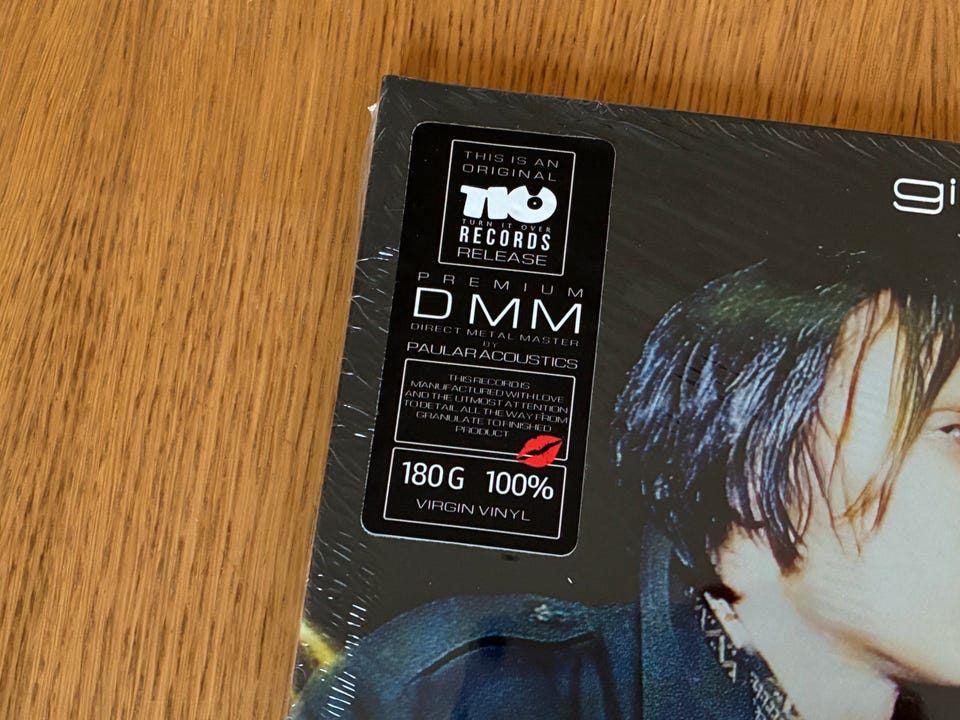 THIS IS AN
ORIGINAL
TIO
TURN IT OVER
RECORDS
RELEASE
PREMIUM
DMM
DIRECT METAL MASTER
BY
PAULAR ACOUSTICS
THIS RECORD IS
MANUFACTURED WITH LOVE
AND THE UTMOST ATTENTION
TO DETAIL ALL THE WAY FROM
GRANULATE TO FINISHED
PRODUCT
180 G 100%
VIRGIN VINYL
gi